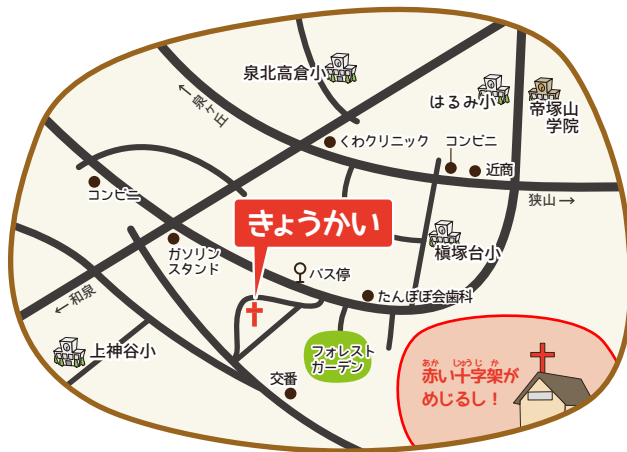 泉北高倉小
はるみ小
帝塚山
学院
←泉ヶ丘
くわクリニック
コンビニ
近商
狭山→
コンビニ
きょうかい
槇塚台小
ガソリン
スタンド
バス停
たんぽぽ会歯科
←和泉
上神谷小
フォレスト
ガーデン
交番
あか じゅうじ か
赤い十字架が
めじるし！